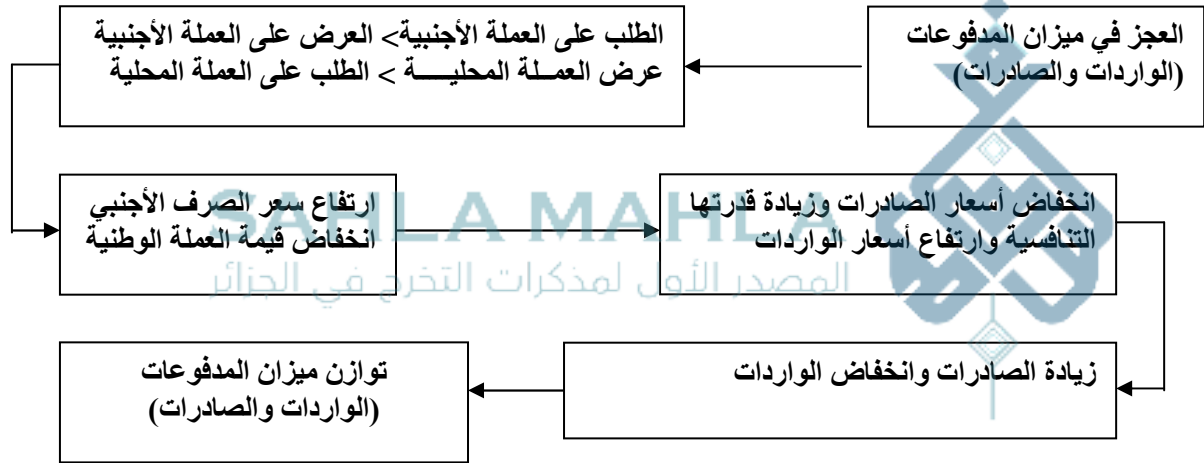 العجز في ميزان المدفوعات
(الواردات والصادرات)
الطلب على العملة الأجنبية> العرض على العملة الأجنبية
عرض العمــلة المحليـــــة > الطلب على العملة المحلية
ارتفاع سعر الصرف الأجنبي
انخفاض قيمة العملة الوطنية
انخفاض أسعار الصادرات وزيادة قدرتها
التنافسية وارتفاع أسعار الواردات
SAHLA MAHLA
المصدر الأول لمذكرات التخرج في الجزائر
زيادة الصادرات وانخفاض الواردات
توازن ميزان المدفوعات
(الواردات والصادرات)